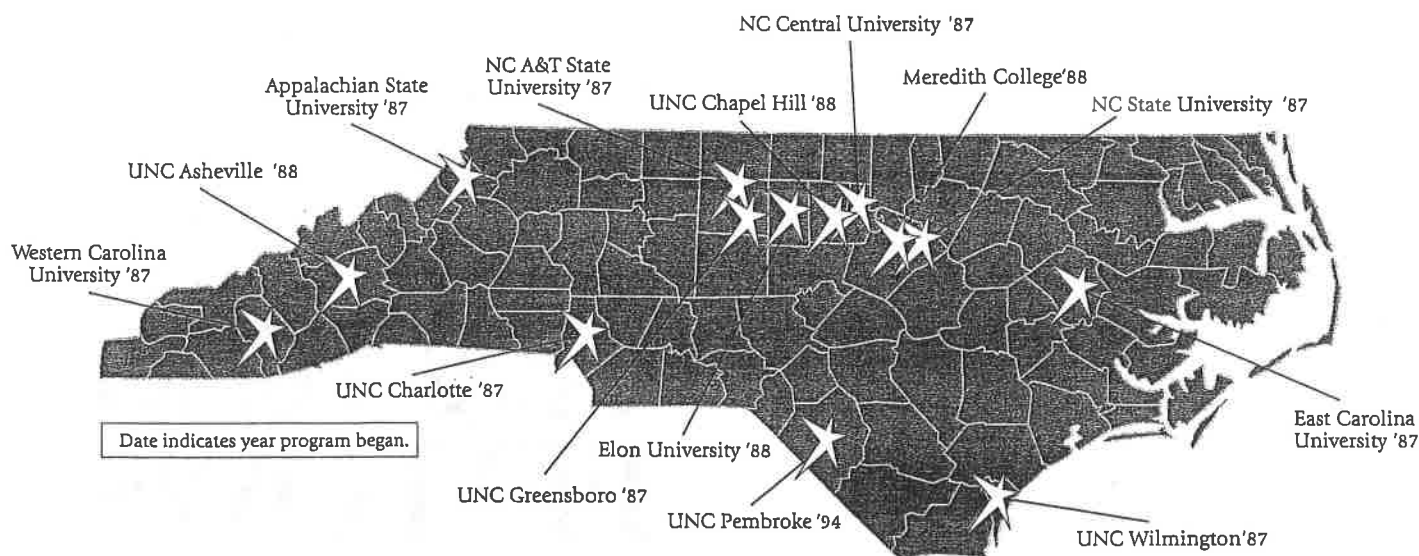 NC Central University '87
NC A&T State
University '87
Meredith College'88
Appalachian State
University '87
UNC Chapel Hill '88
NC State University '87
UNC Asheville '88
Western Carolina
University '87
UNC Charlotte '87
East Carolina
University '87
Date indicates year program began.
Elon University '88
UNC Greensboro '87
UNC Pembroke '94
UNC Wilmington'87